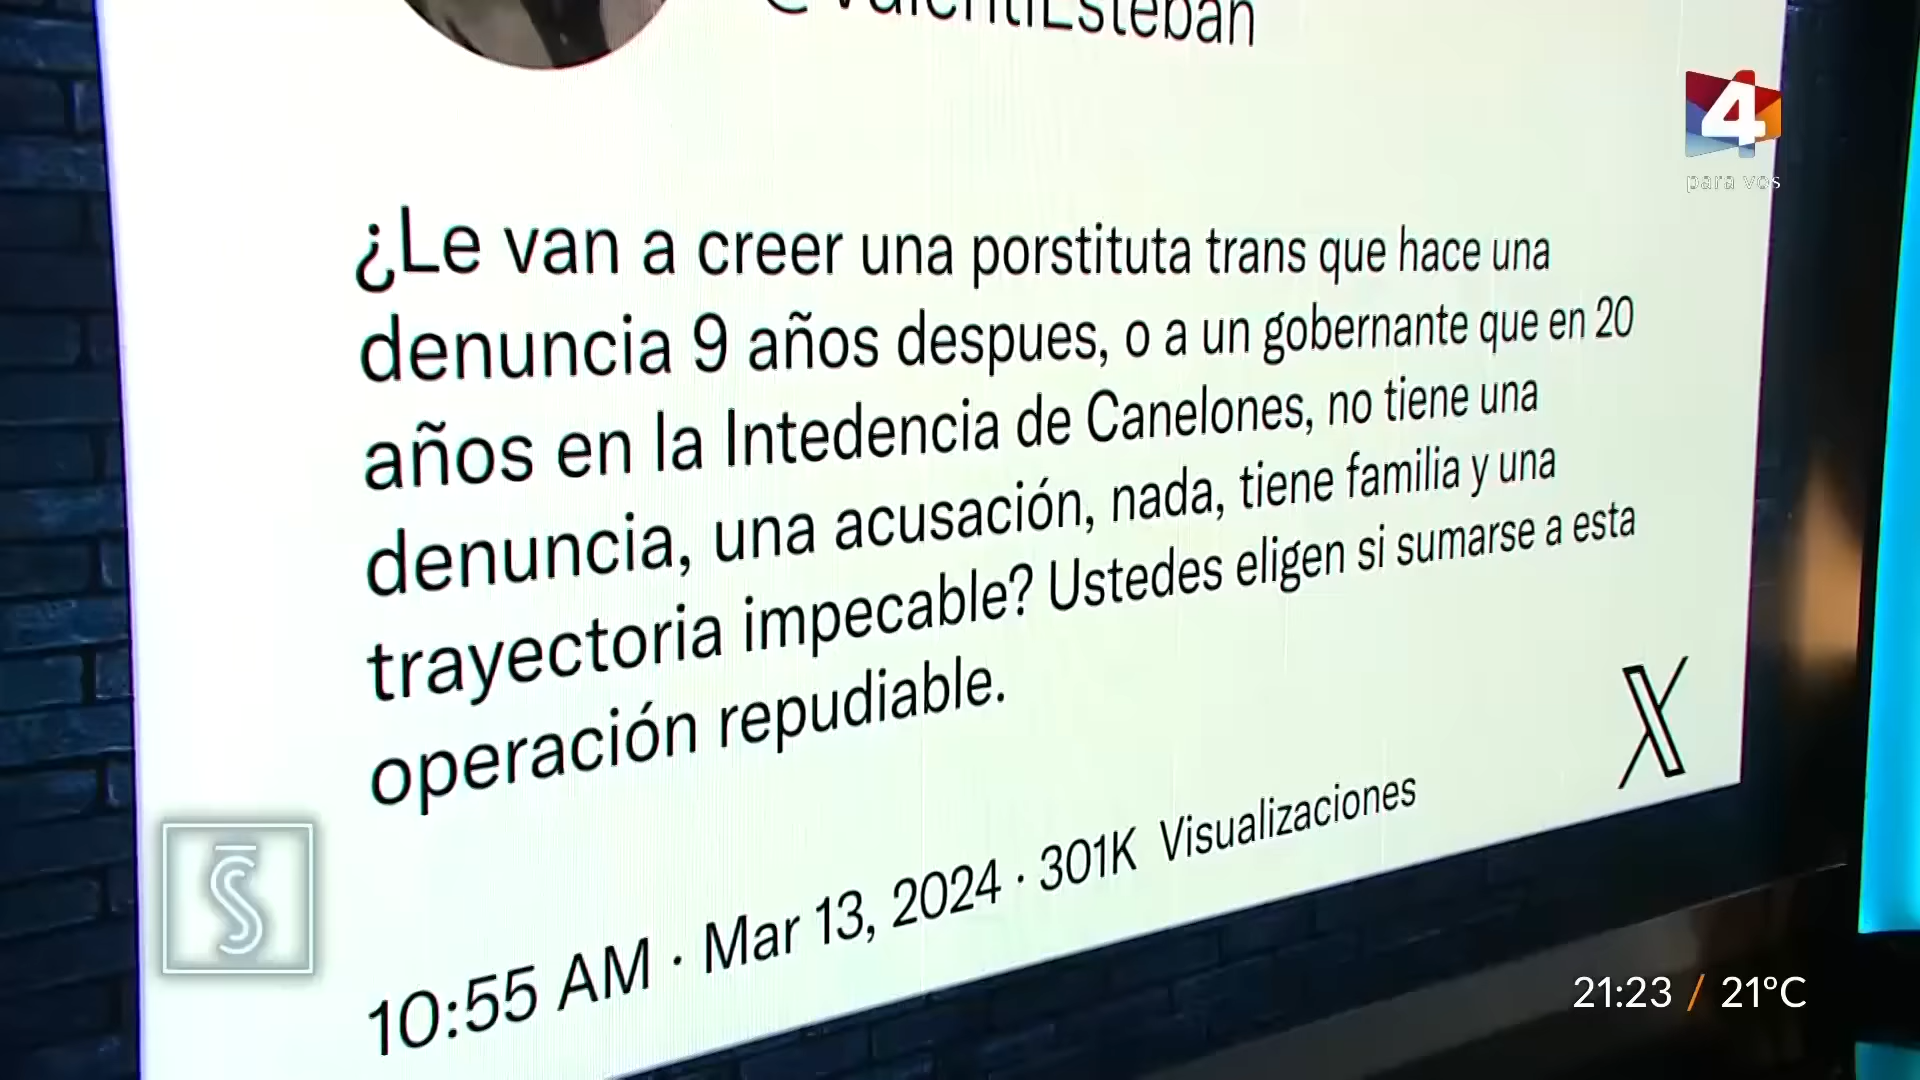 @ValentiEsteban
4
para vos
¿Le van a creer una porstituta trans que hace una
denuncia 9 años despues, o a un gobernante que en 20
años en la Intedencia de Canelones, no tiene una
denuncia, una acusación, nada, tiene familia y una
trayectoria impecable? Ustedes eligen si sumarse a esta
operación repudiable.
10:55 AM · Mar 13, 2024 · 301K Visualizaciones
21:23 / 21°C